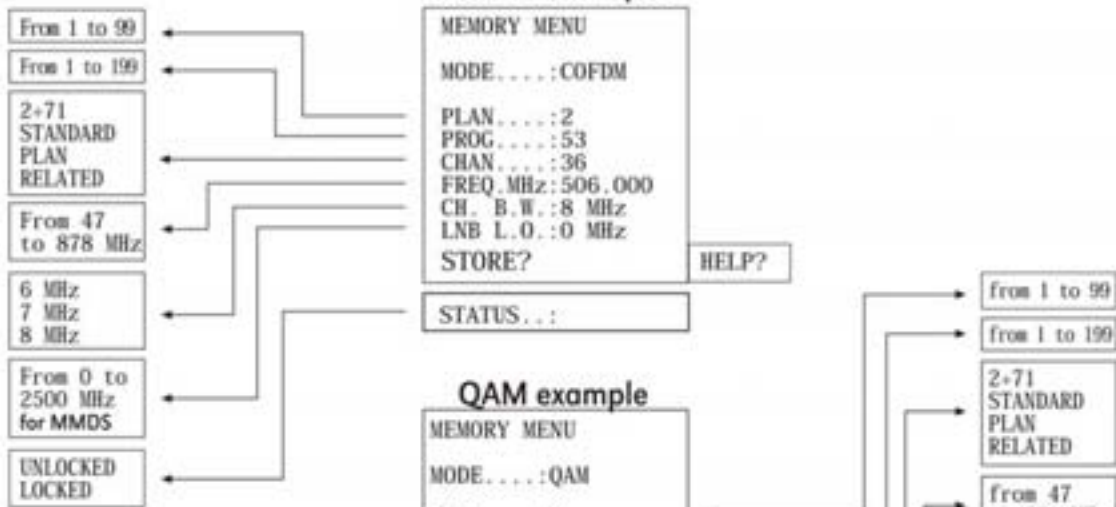 From 1 to 99
From 1 to 199
2÷71
STANDARD
PLAN
RELATED
From 47
to 878 MHz
6 MHz
7 MHz
8 MHz
From 0 to
2500 MHz
for MMDS
UNLOCKED
LOCKED
MEMORY MENU
MODE....:COFDM
PLAN....:2
PROG....:53
CHAN....:36
FREQ.MHz:506.000
CH. B.W.:8 MHz
LNB L.O.:0 MHz
STORE?
HELP?
STATUS..:
QAM example
MEMORY MENU
MODE....:QAM
from 1 to 99
from 1 to 199
2÷71
STANDARD
PLAN
RELATED
from 47